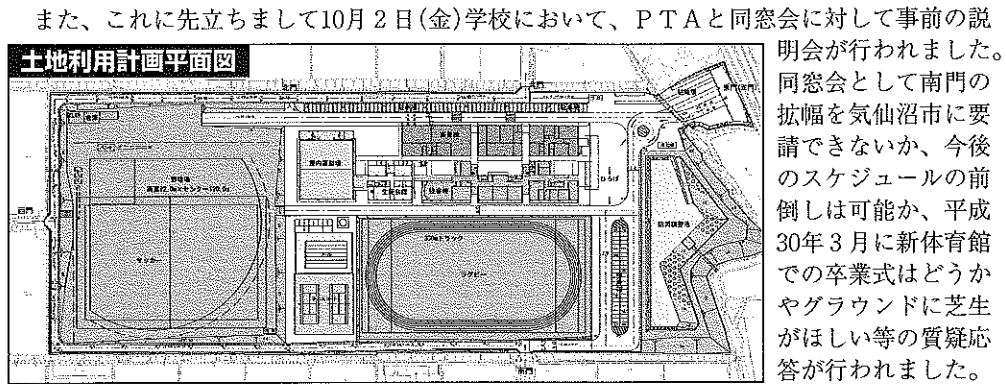 また、これに先立ちまして10月２日(金)学校において、ＰＴＡと同窓会に対して事前の説
明会が行われました。
同窓会として南門の
拡幅を気仙沼市に要
請できないか、今後
のスケジュールの前
倒しは可能か、平成
30年３月に新体育館
での卒業式はどうか
やグラウンドに芝生
がほしい等の質疑応
答が行われました。
土地利用計画平面図
北門
屋内運動場
野球場
サッカー
ラグビー
南門